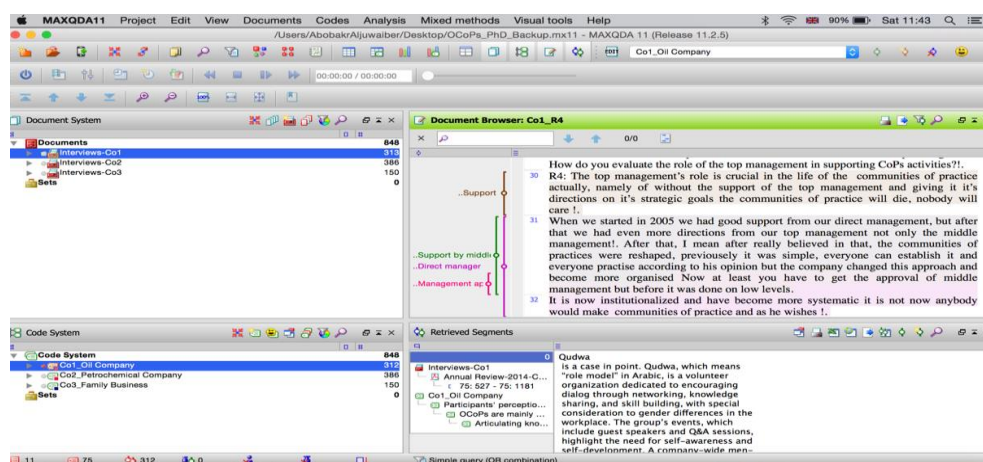 MAXQDA11 Project Edit View Documents Codes Analysis Mixed methods Visual tools Help 90% Sat 11:43
/Users/AbobakrAljuwaiber/Desktop/OCoPs_PhD_Backup.mx11 - MAXQDA 11 (Release 11.2.5)
Co1_Oil Company
00:00:00 / 00:00:00
Document System
Documents 848
Interviews-Co1 313
Interviews-Co2 386
Interviews-Co3 150
Sets 0
Document Browser: Co1_R4
0/0
How do you evaluate the role of the top management in supporting CoPs activities?!.
30 R4: The top management's role is crucial in the life of the communities of practice
actually, namely of without the support of the top management and giving it it's
directions on it's strategic goals the communities of practice will die, nobody will
care !.
..Support
31 When we started in 2005 we had good support from our direct management, but after
that we had even more directions from our top management not only the middle
management!. After that, I mean after really believed in that, the communities of
practices were reshaped, previousely it was simple, everyone can establish it and
everyone practise according to his opinion but the company changed this approach and
become more organised Now at least you have to get the approval of middle
management but before it was done on low levels.
..Support by middl
..Direct manager
..Management ap
32 It is now institutionalized and have become more systematic it is not now anybody
would make communities of practice and as he wishes !.
Code System
Code System 848
Co1_Oil Company 312
Co2_Petrochemical Company 386
Co3_Family Business 150
Sets 0
Retrieved Segments
0
Interviews-Co1
Annual Review-2014-C...
75: 527 - 75: 1181
Co1_Oil Company
Participants' perceptio...
OCoPs are mainly ...
Articulating kno...
Qudwa
is a case in point. Qudwa, which means
"role model" in Arabic, is a volunteer
organization dedicated to encouraging
dialog through networking, knowledge
sharing, and skill building, with special
consideration to gender differences in the
workplace. The group's events, which
include guest speakers and Q&A sessions,
highlight the need for self-awareness and
self-development. A company-wide men-
11 75 312 0
Simple query (OR combination)